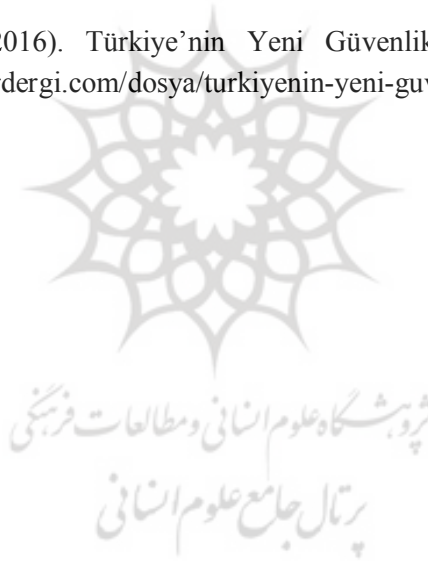 2016). Türkiye’nin Yeni Güvenlik
dergi.com/dosya/turkiyenin-yeni-guv
پژوهشگاه علوم انسانی و مطالعات فرهنگی
پرتال جامع علوم انسانی